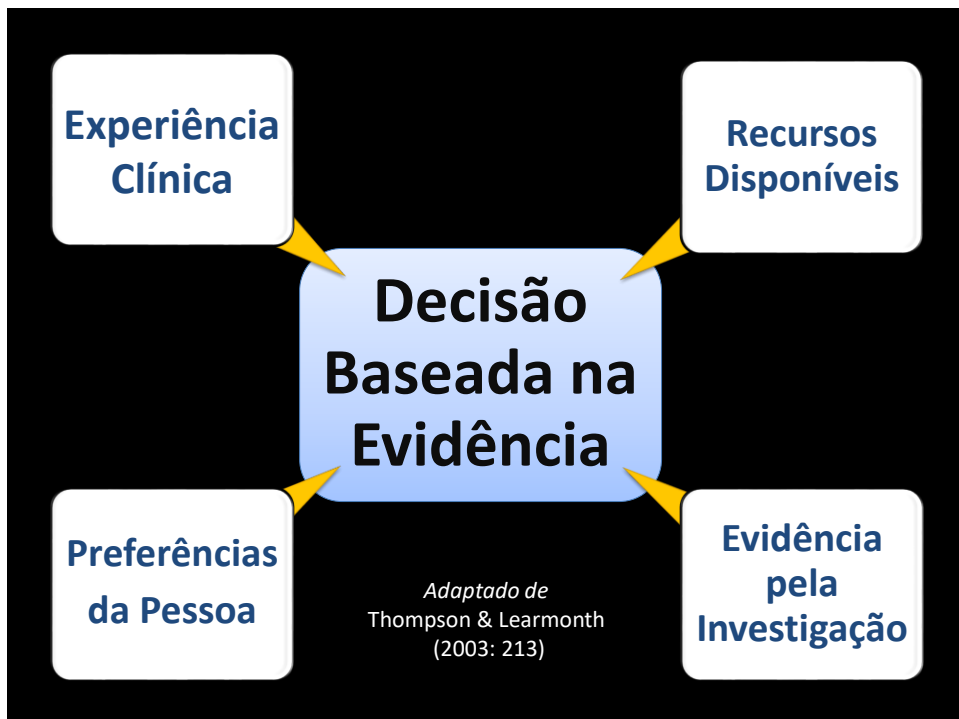 Experiência
Clínica
Recursos
Disponíveis
Decisão
Baseada na
Evidência
Preferências
da Pessoa
Adaptado de
Thompson & Learmonth
(2003: 213)
Evidência
pela
Investigação